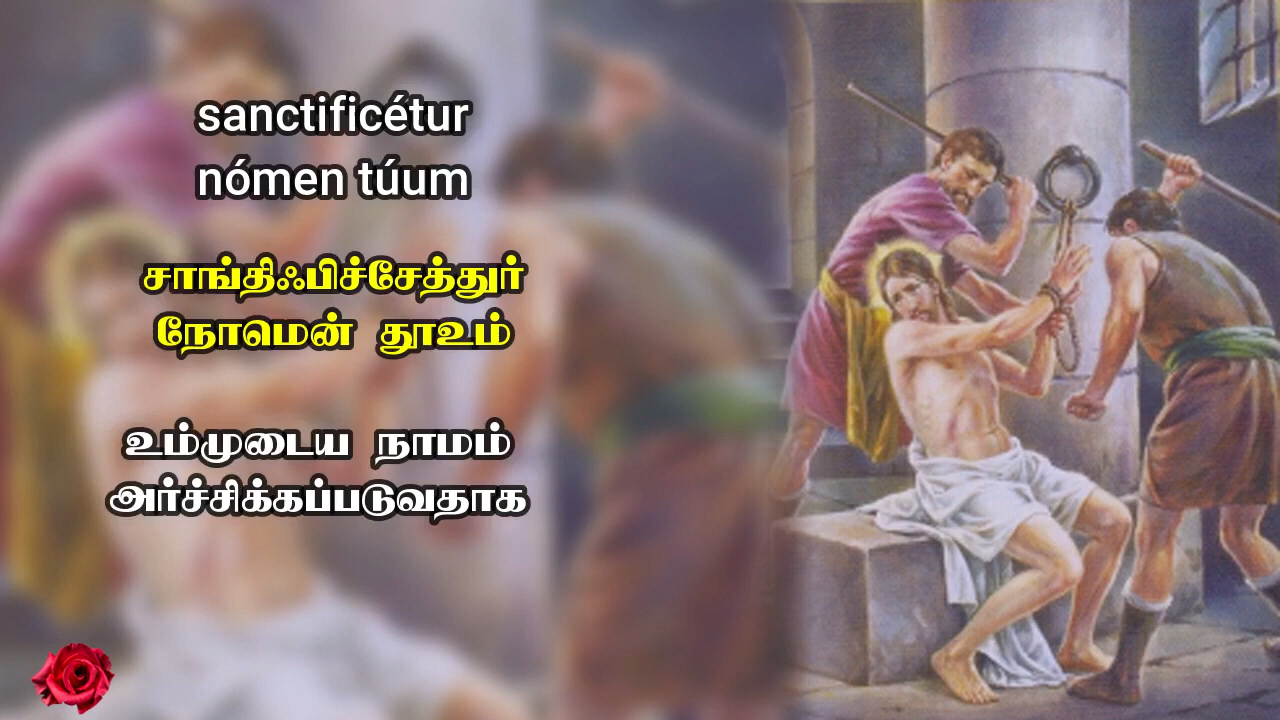 sanctificétur
nómen túum
சாங்திஃபிச்சேத்துர்
நோமென் தூஉம்
உம்முடைய நாமம்
அர்ச்சிக்கப்படுவதாக